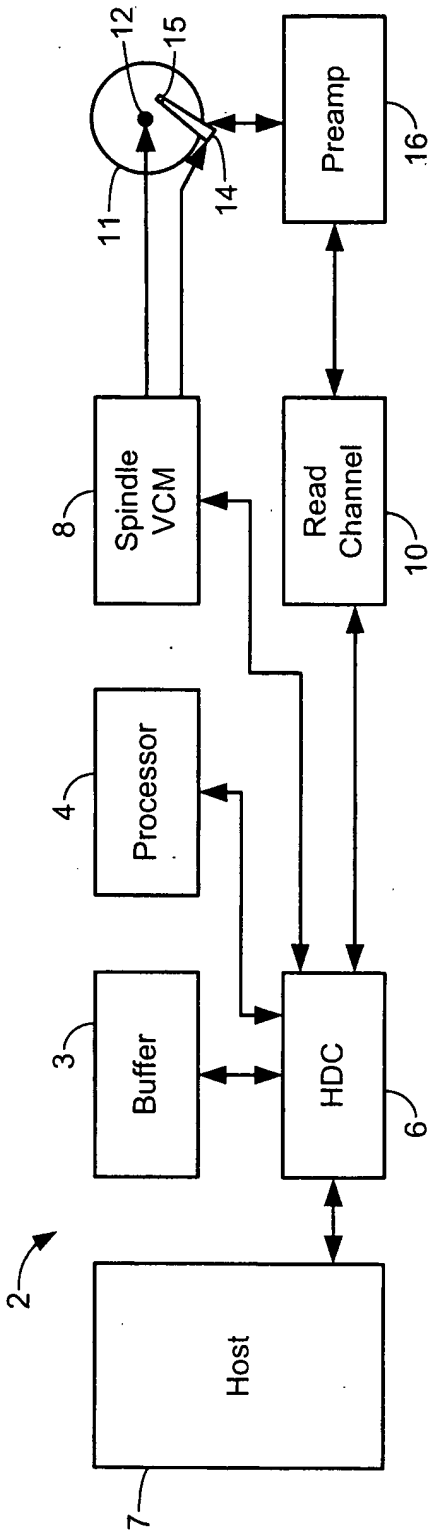 2
7
Host
3
Buffer
4
Processor
8
Spindle
VCM
11
12
15
14
HDC
6
Read
Channel
10
Preamp
16